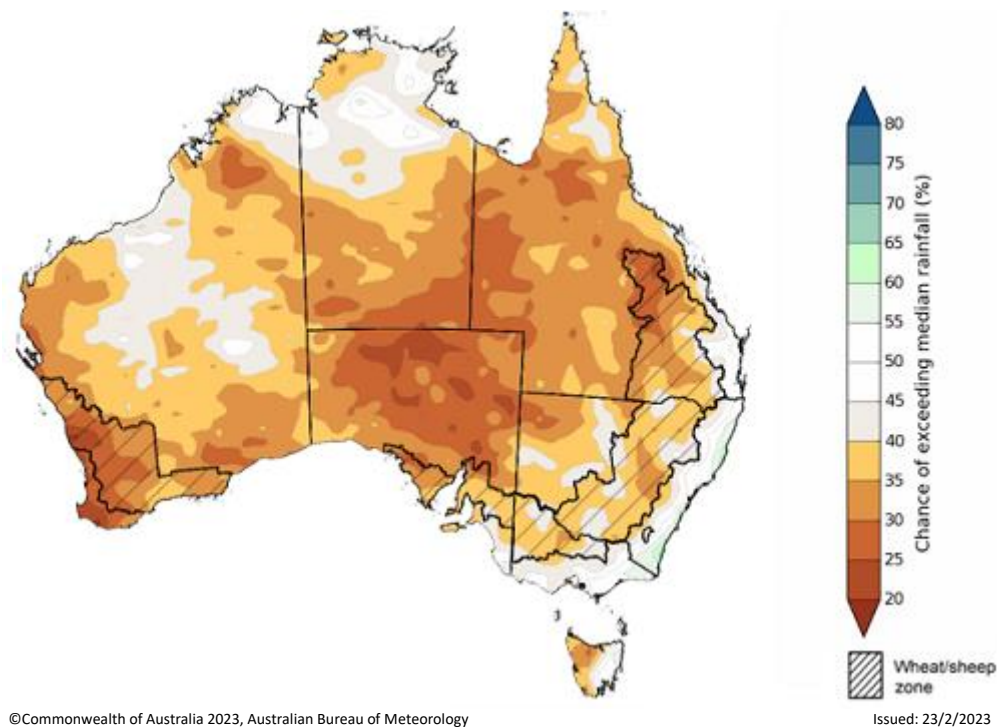 80
75
70
65
60
55
50
45
40
35
30
25
20
Chance of exceeding median rainfall (%)
Wheat/sheep
zone
©Commonwealth of Australia 2023, Australian Bureau of Meteorology
Issued: 23/2/2023